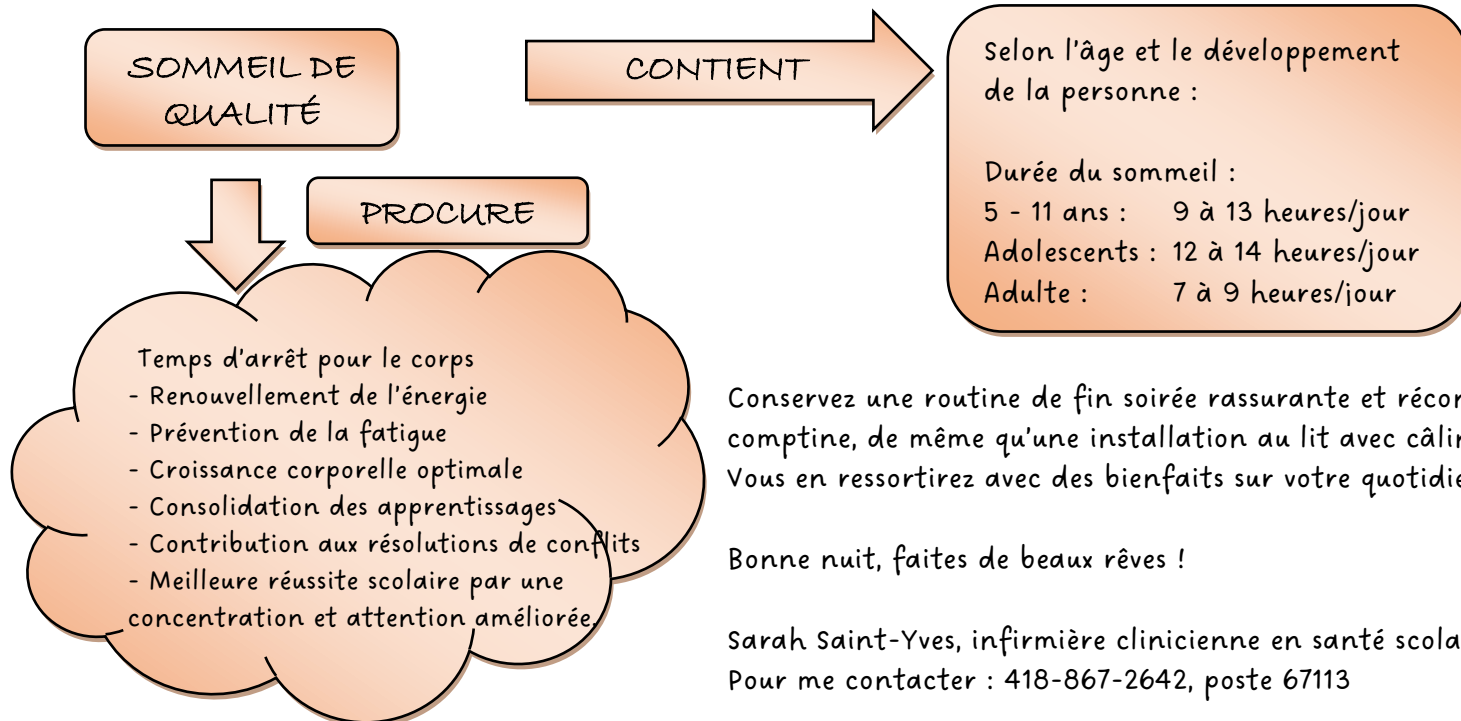 SOMMEIL DE
QUALITÉ
CONTIENT
Selon l'âge et le développement
de la personne :
Durée du sommeil :
5 - 11 ans : 9 à 13 heures/jour
Adolescents : 12 à 14 heures/jour
Adulte : 7 à 9 heures/jour
PROCURE
Temps d'arrêt pour le corps
- Renouvellement de l'énergie
- Prévention de la fatigue
- Croissance corporelle optimale
- Consolidation des apprentissages
- Contribution aux résolutions de conflits
- Meilleure réussite scolaire par une
concentration et attention améliorée.
Conservez une routine de fin soirée rassurante et
comptine, de même qu'une installation au lit avec
Vous en ressortirez avec des bienfaits sur votre
Bonne nuit, faites de beaux rêves !
Sarah Saint-Yves, infirmière clinicienne en santé
Pour me contacter : 418-867-2642, poste 67113